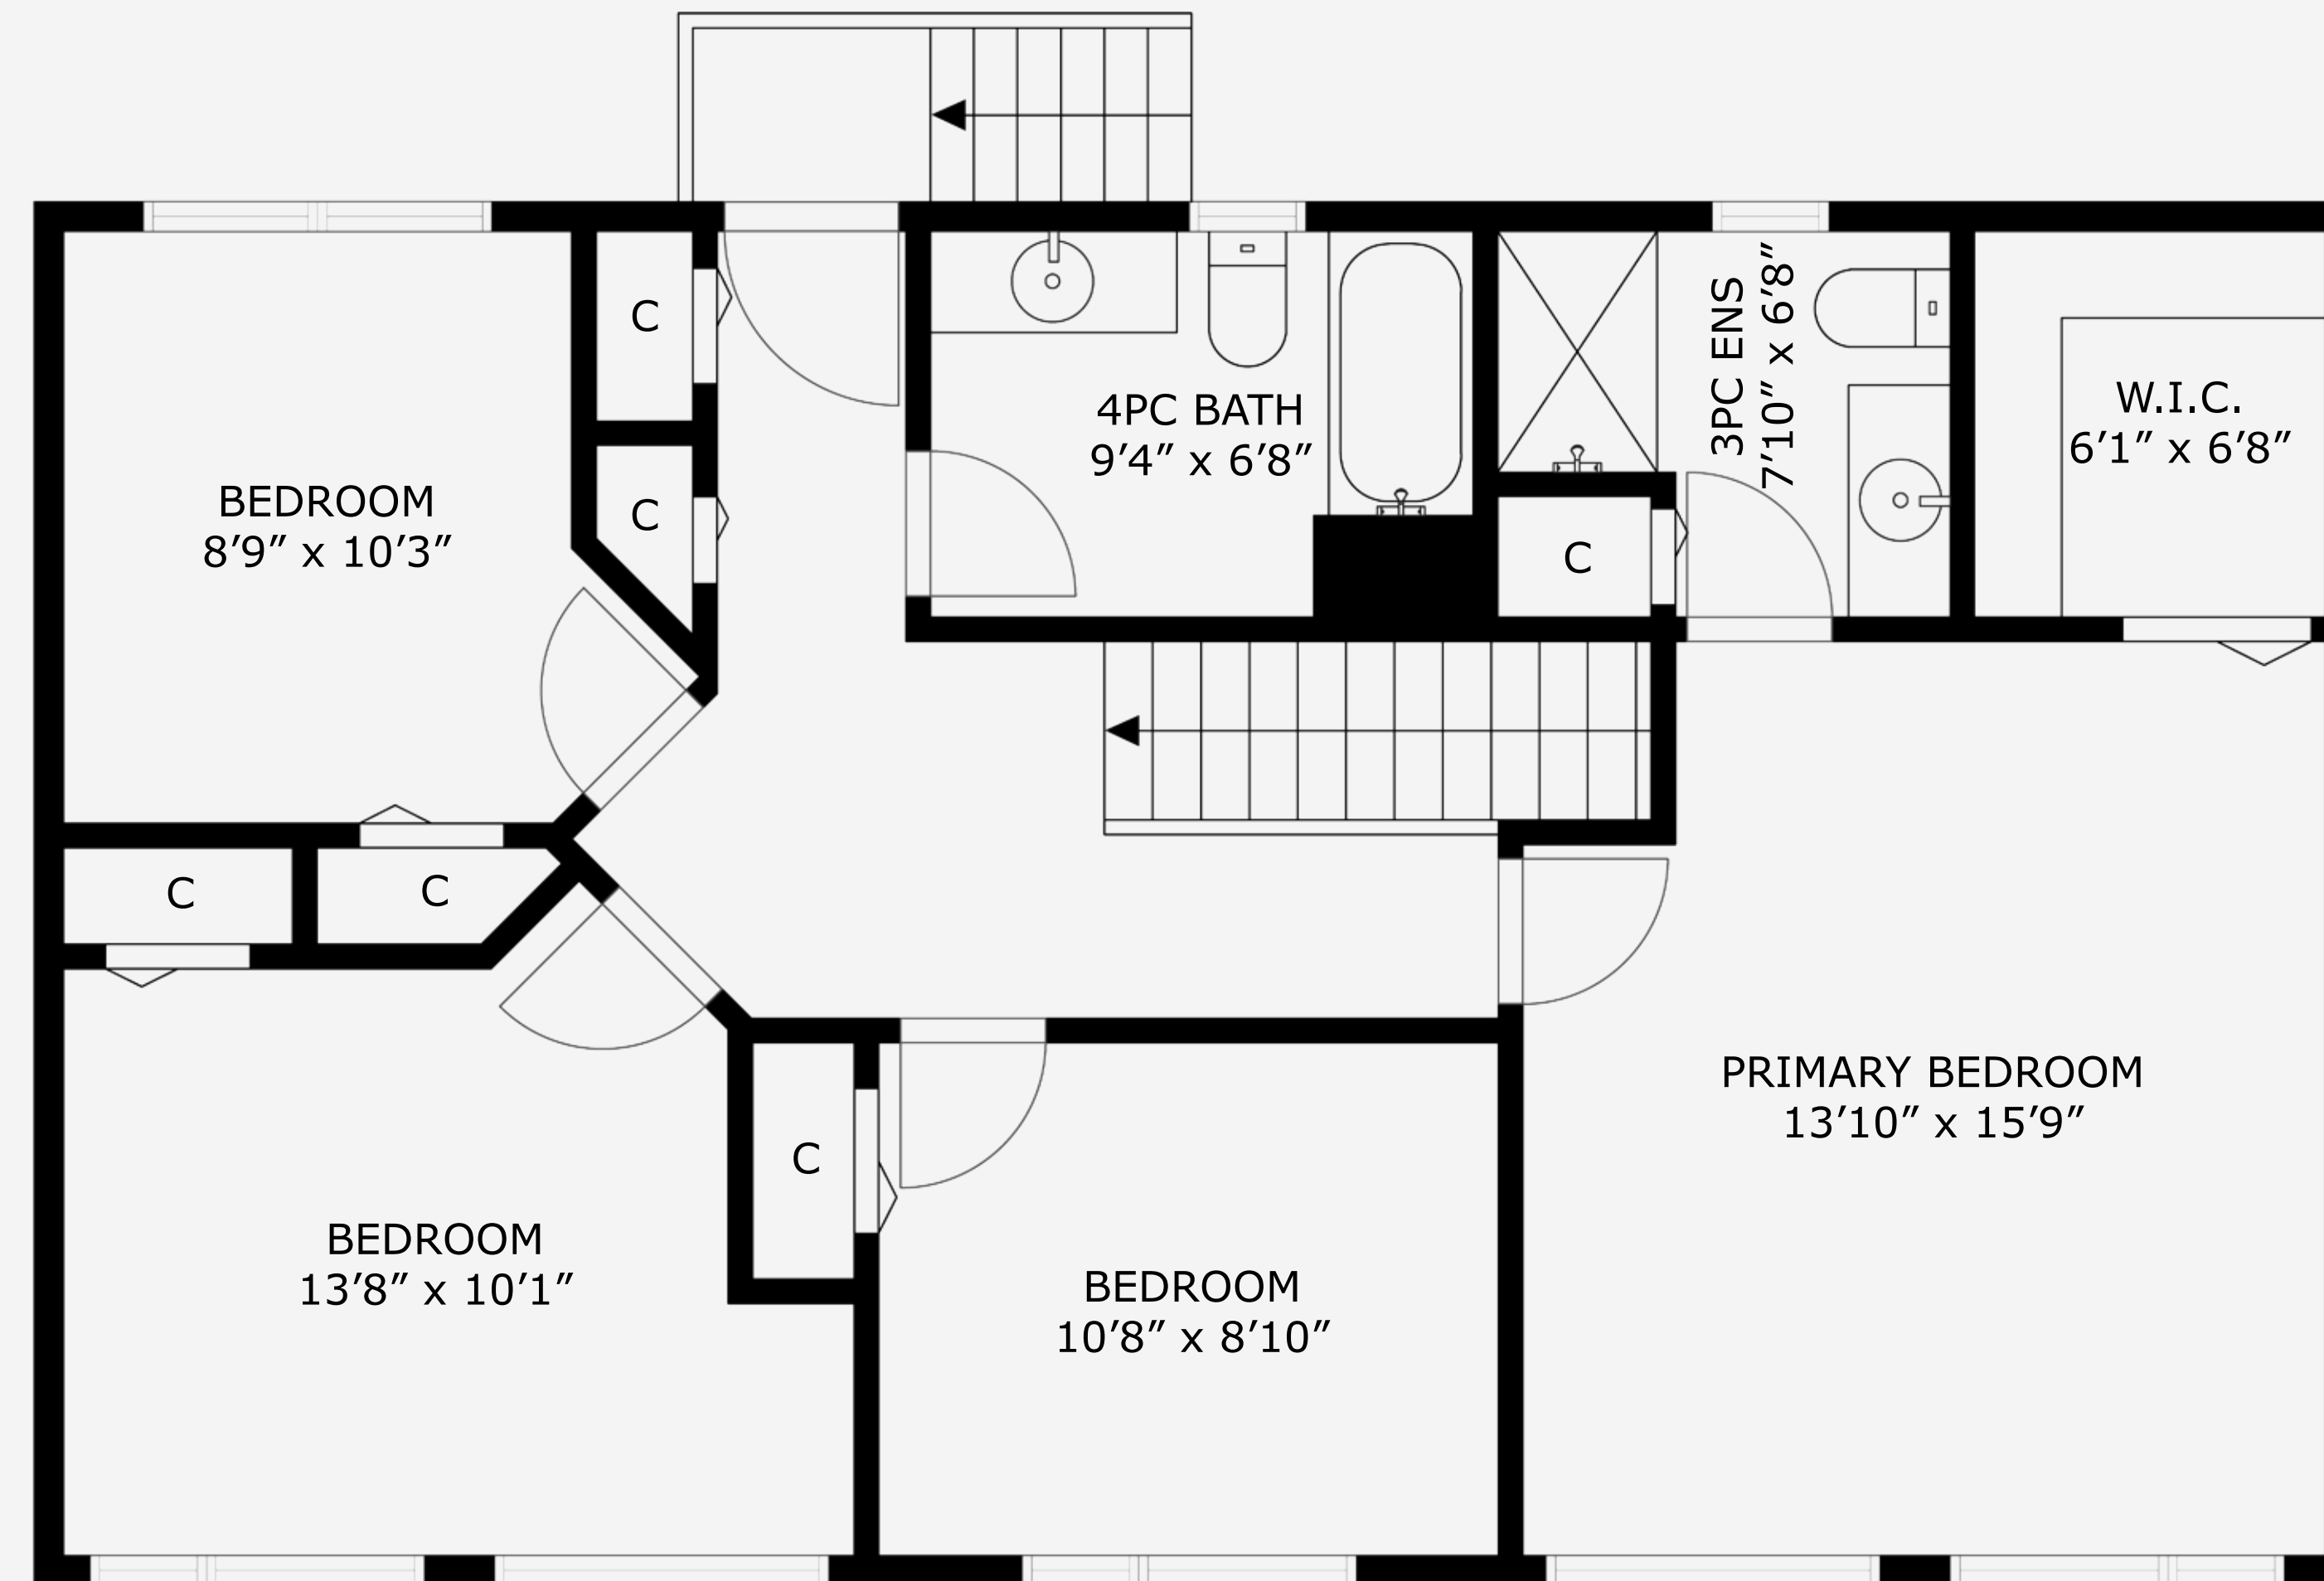 C
4PC BATH
9'4" x 6'8"
3PC ENS
7'10" x 6'8"
W.I.C.
6'1" x 6'8"
BEDROOM
8'9" x 10'3"
C
C
C
C
PRIMARY BEDROOM
13'10" x 15'9"
C
BEDROOM
13'8" x 10'1"
BEDROOM
10'8" x 8'10"